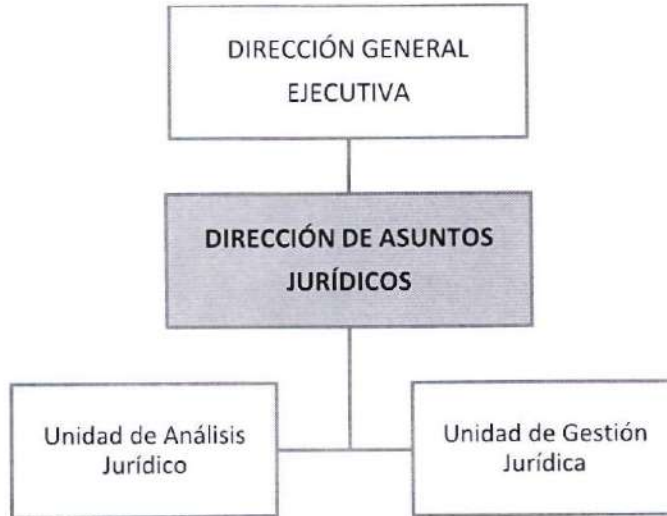 DIRECCIÓN GENERAL
EJECUTIVA
DIRECCIÓN DE ASUNTOS
JURÍDICOS
Unidad de Análisis
Jurídico
Unidad de Gestión
Jurídica